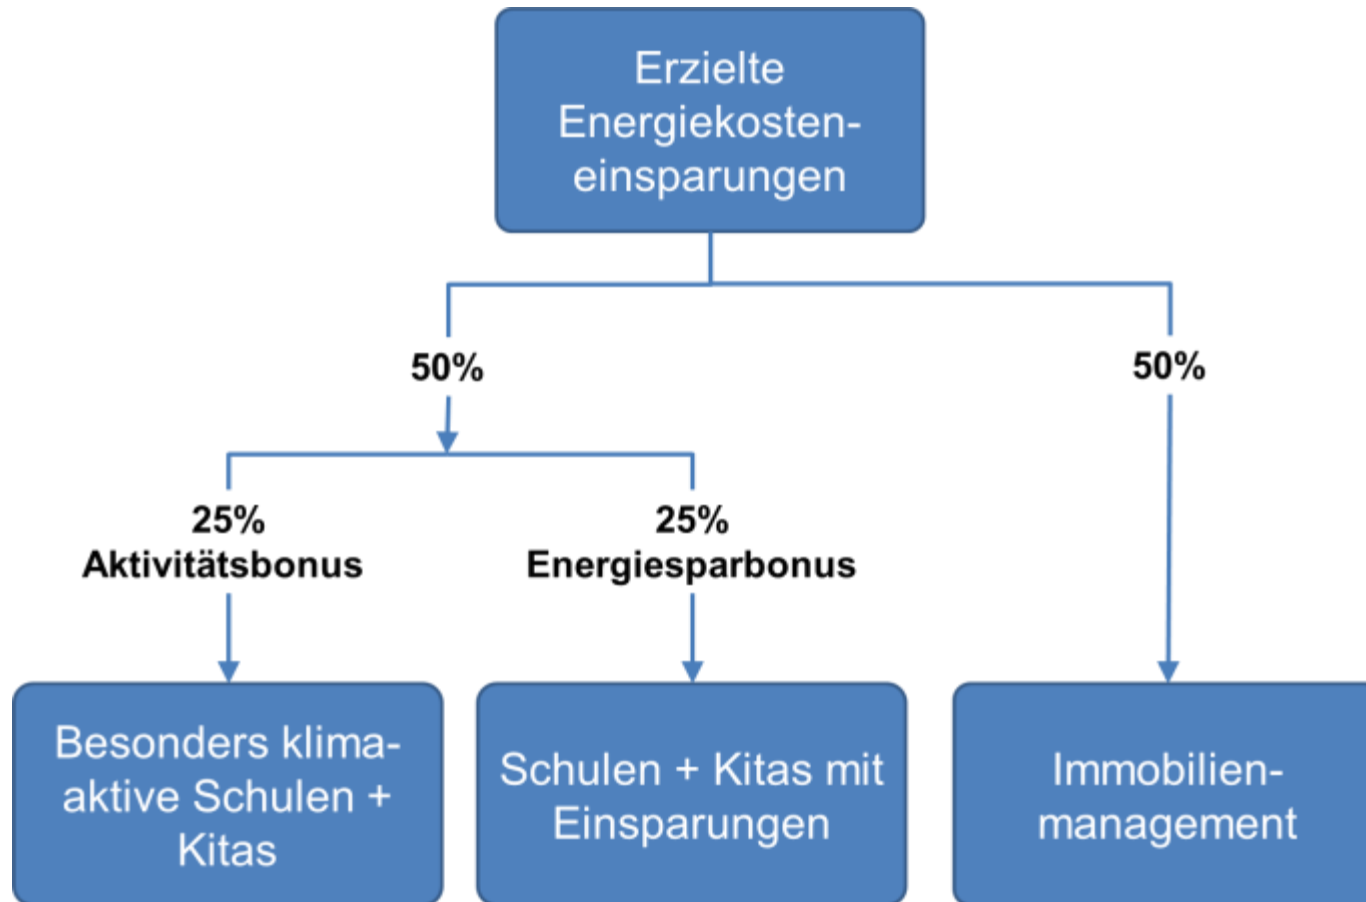 Erzielte
Energiekosten-
einsparungen
50%
50%
25%
Aktivitätsbonus
25%
Energiesparbonus
Besonders klima-
aktive Schulen +
Kitas
Schulen + Kitas mit
Einsparungen
Immobilien-
management